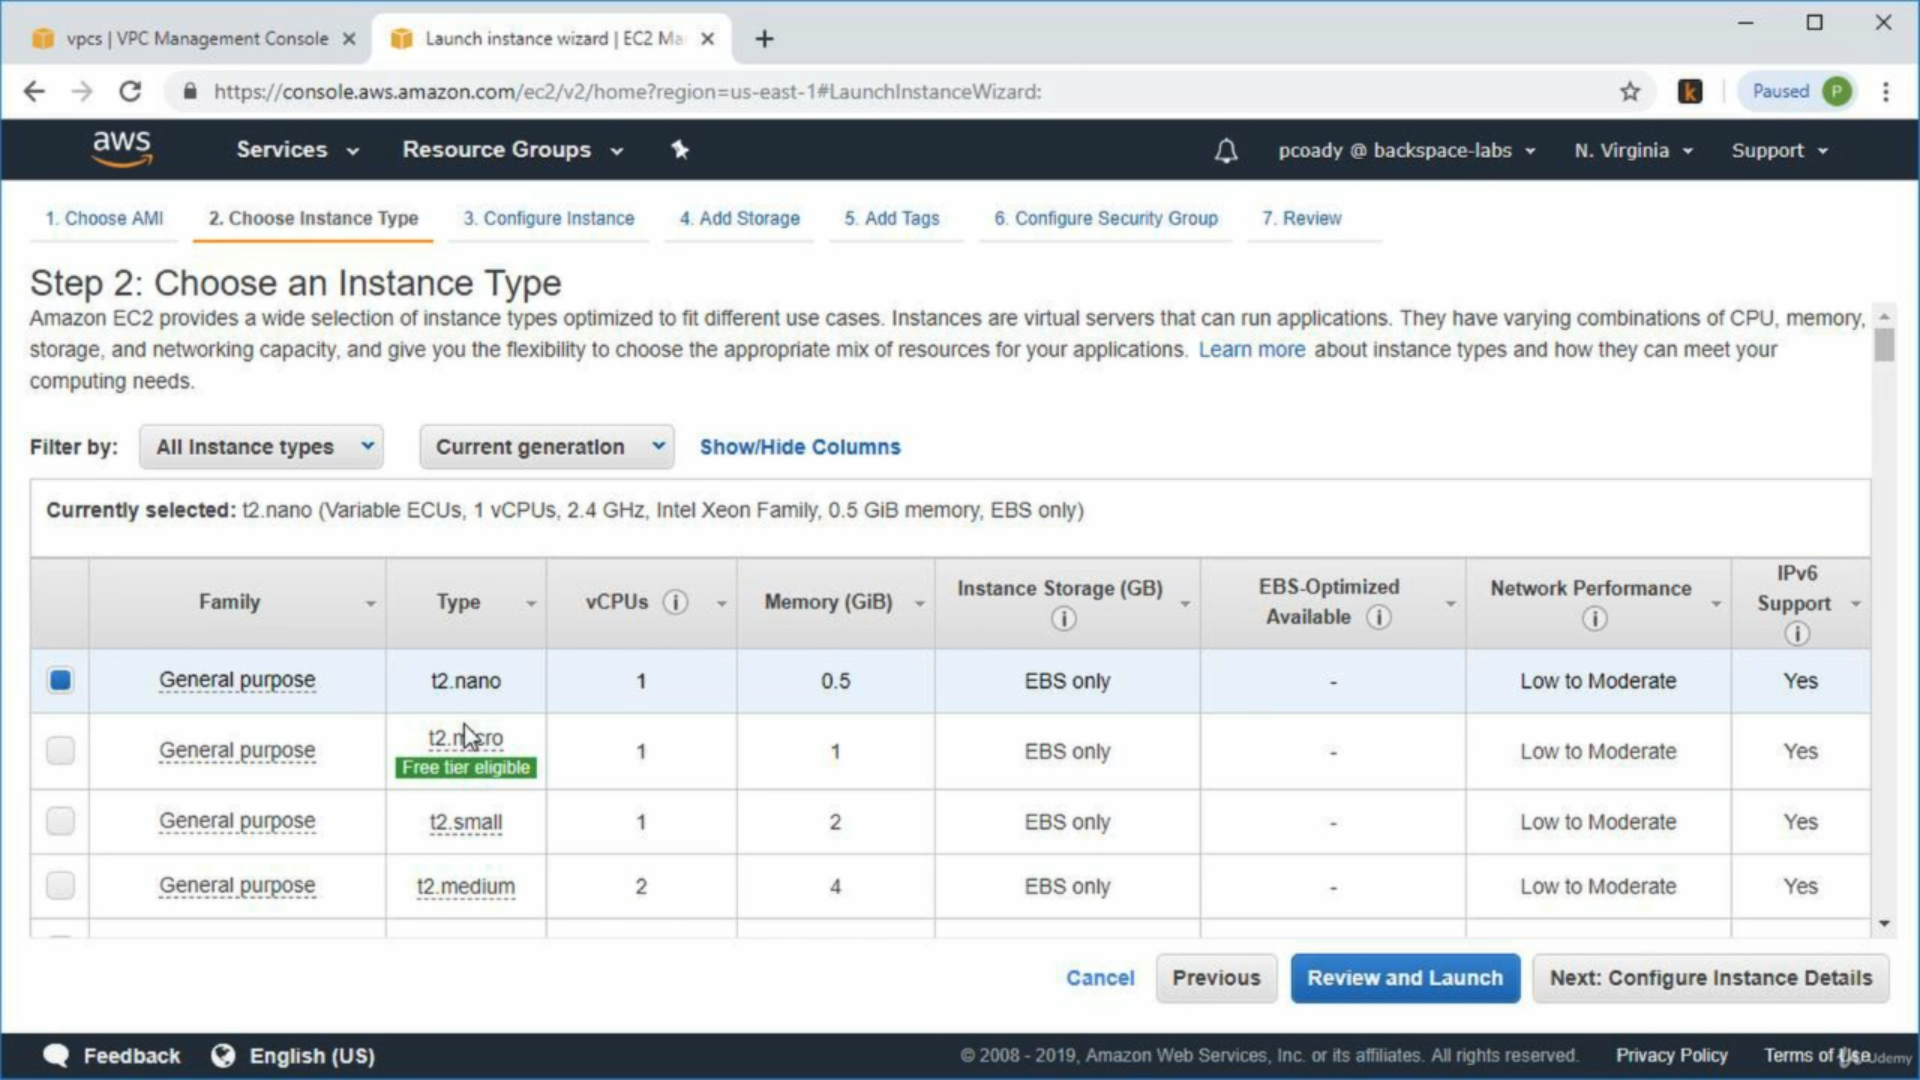 vpcs | VPC Management Console
Launch instance wizard | EC2 Ma
https://console.aws.amazon.com/ec2/v2/home?region=us-east-1#LaunchInstanceWizard:
k
Paused P
aws
Services
Resource Groups
pcoady @ backspace-labs
N. Virginia
Support
1. Choose AMI
2. Choose Instance Type
3. Configure Instance
4. Add Storage
5. Add Tags
6. Configure Security Group
7. Review
Step 2: Choose an Instance Type
Amazon EC2 provides a wide selection of instance types optimized to fit different use cases. Instances are virtual servers that can run applications. They have varying combinations of CPU, memory,
storage, and networking capacity, and give you the flexibility to choose the appropriate mix of resources for your applications. Learn more about instance types and how they can meet your
computing needs.
Filter by: All Instance types Current generation Show/Hide Columns
Currently selected: t2.nano (Variable ECUs, 1 vCPUs, 2.4 GHz, Intel Xeon Family, 0.5 GiB memory, EBS only)
Family
Type
vCPUs i
Memory (GiB)
Instance Storage (GB)
i
EBS-Optimized
Available i
Network Performance
i
IPv6
Support
i
General purpose t2.nano 1 0.5 EBS only - Low to Moderate Yes
General purpose t2.micro 1 1 EBS only - Low to Moderate Yes
Free tier eligible
General purpose t2.small 1 2 EBS only - Low to Moderate Yes
General purpose t2.medium 2 4 EBS only - Low to Moderate Yes
Cancel Previous Review and Launch Next: Configure Instance Details
Feedback English (US) © 2008 - 2019, Amazon Web Services, Inc. or its affiliates. All rights reserved. Privacy Policy Terms of Use
Udemy